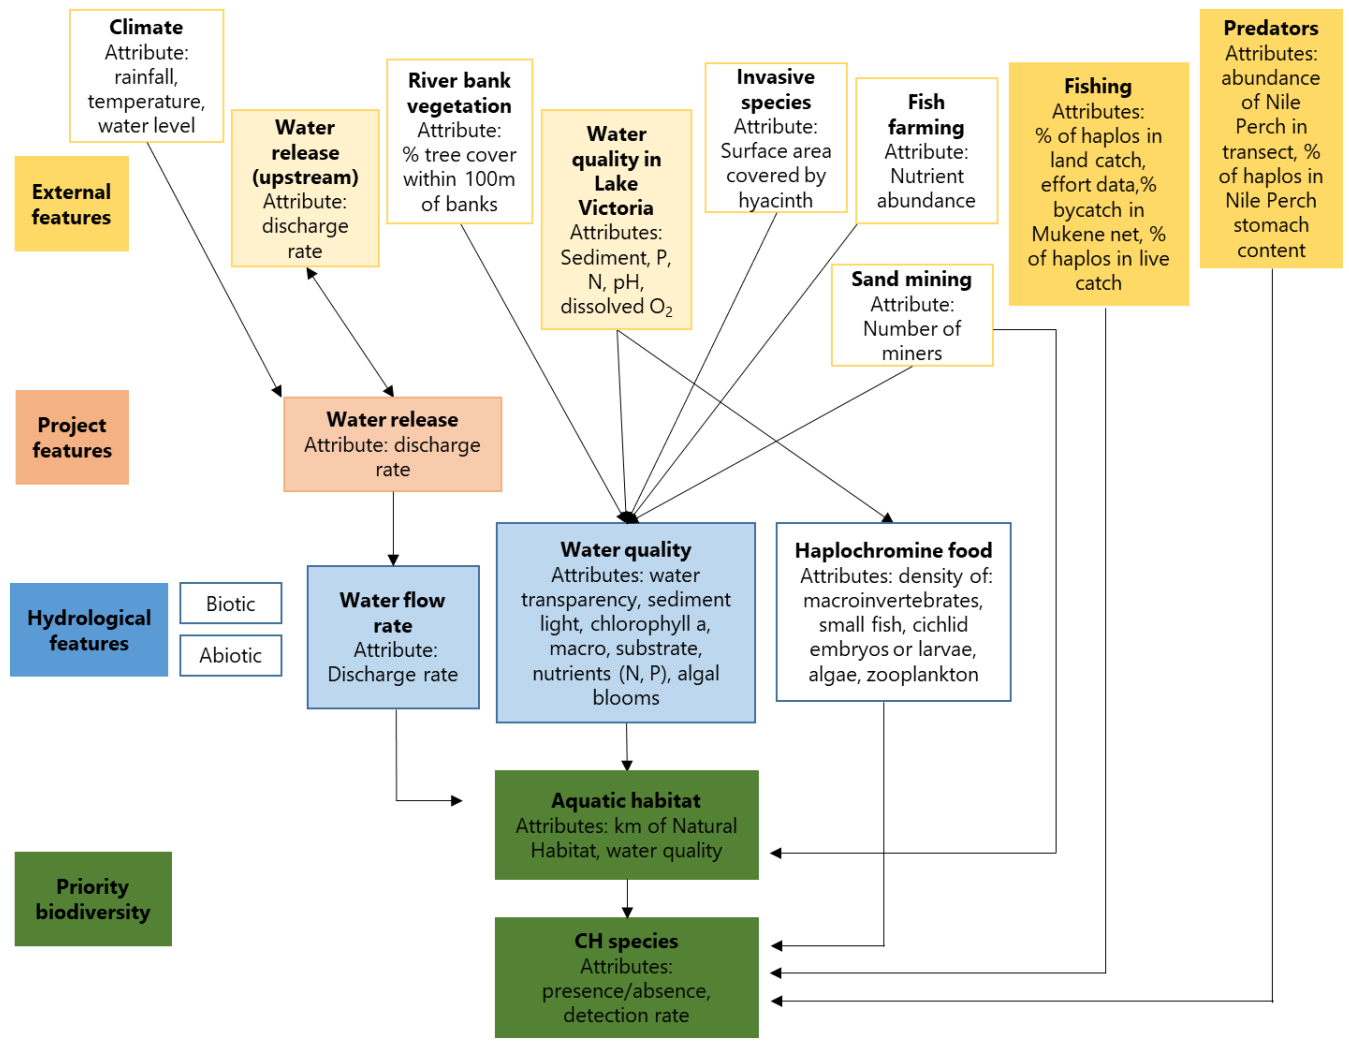 Climate
Attribute:
rainfall,
temperature,
water level
Water
release
(upstream)
Attribute:
discharge
rate
River bank
vegetation
Attribute:
% tree cover
within 100m
of banks
Water
quality in
Lake
Victoria
Attributes:
Sediment, P,
N, pH,
dissolved O₂
Invasive
species
Attribute:
Surface area
covered by
hyacinth
Fish
farming
Attribute:
Nutrient
abundance
Sand mining
Attribute:
Number of
miners
Fishing
Attributes:
% of haplos in
land catch,
effort data,%
bycatch in
Mukene net, %
of haplos in live
catch
Predators
Attributes:
abundance
of Nile
Perch in
transect, %
of haplos in
Nile Perch
stomach
content
External
features
Project
features
Water release
Attribute: discharge
rate
Hydrological
features
Biotic
Abiotic
Water flow
rate
Attribute:
Discharge rate
Water quality
Attributes: water
transparency, sediment
light, chlorophyll a,
macro, substrate,
nutrients (N, P), algal
blooms
Haplochromine food
Attributes: density of:
macroinvertebrates,
small fish, cichlid
embryos or larvae,
algae, zooplankton
Aquatic habitat
Attributes: km of Natural
Habitat, water quality
Priority
biodiversity
CH species
Attributes:
presence/absence,
detection rate